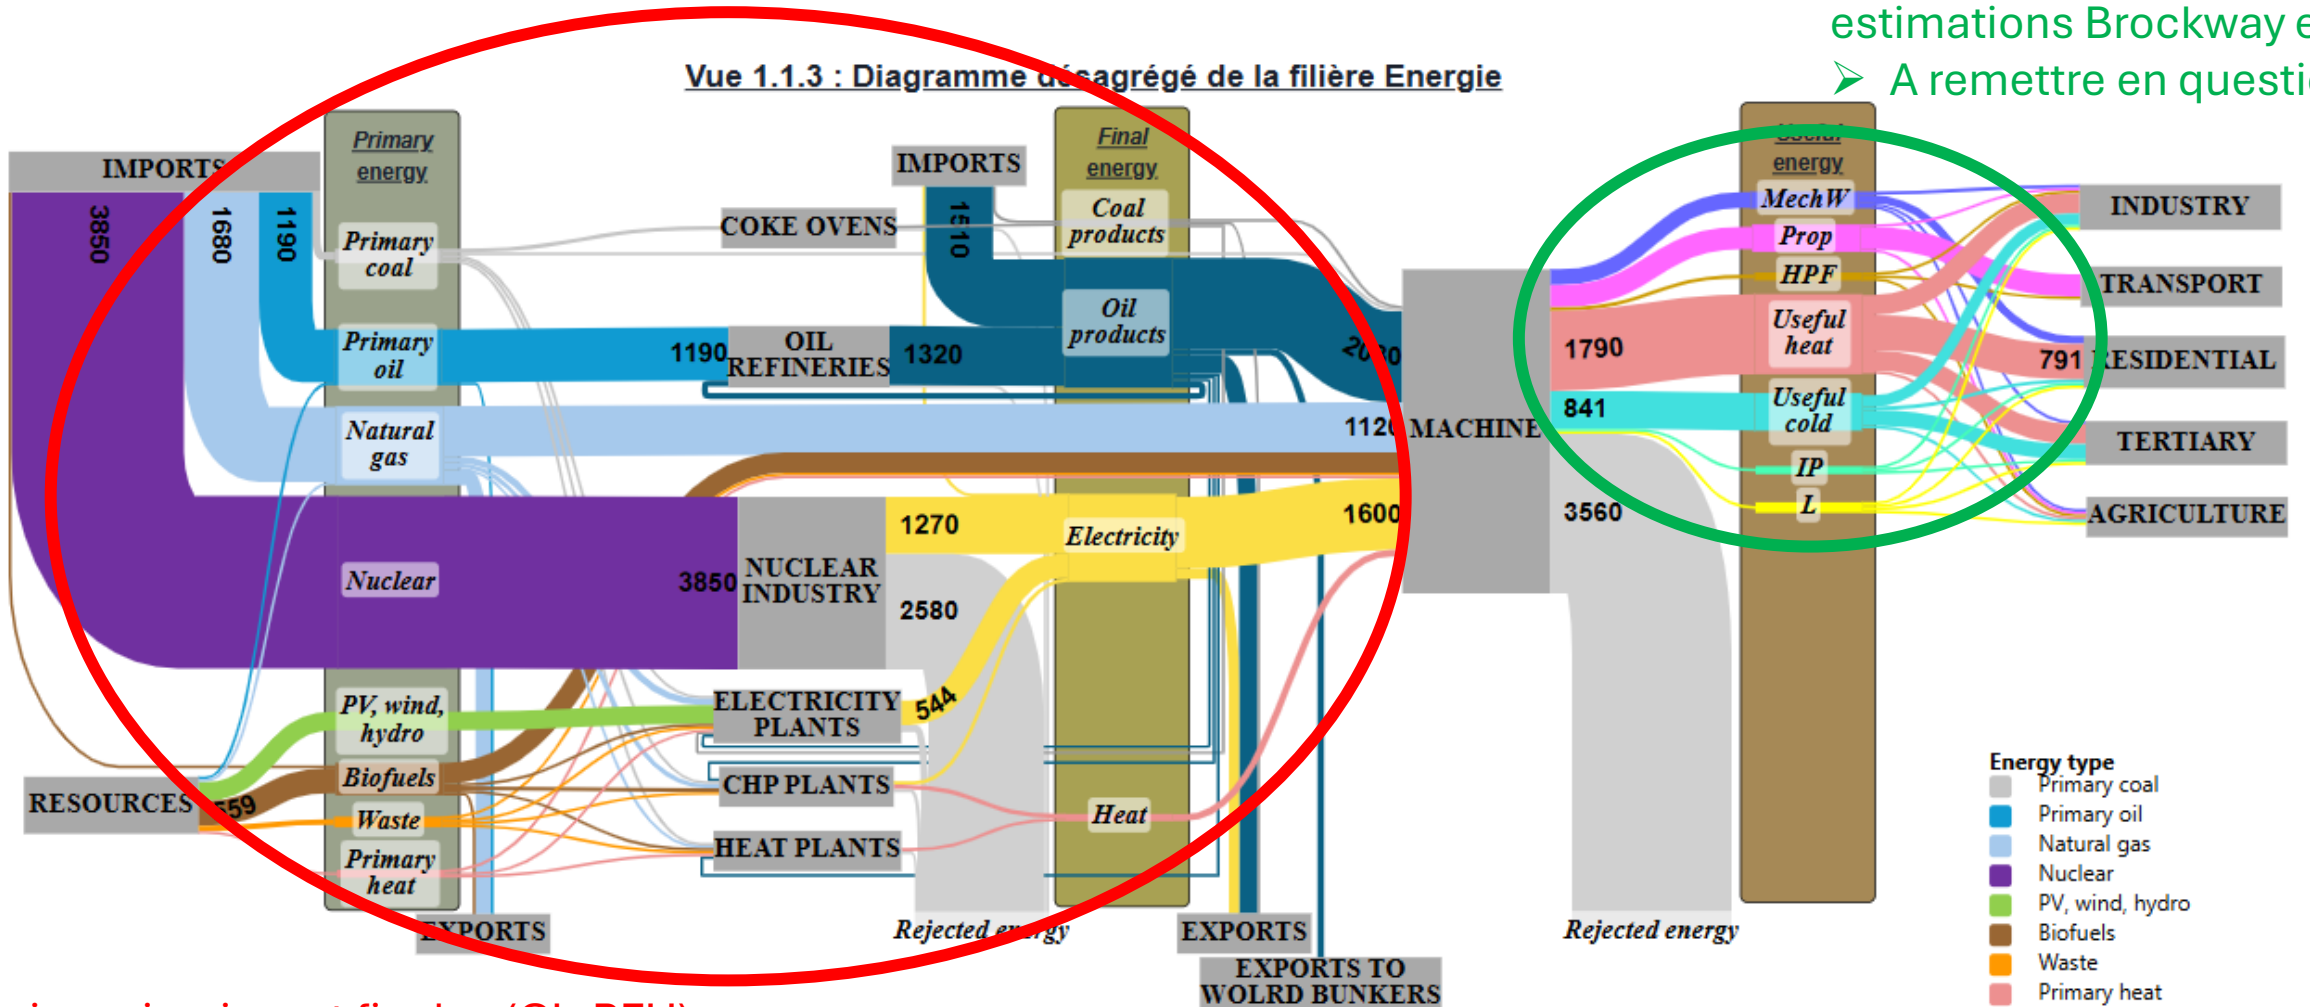 estimations Brockway e
➢ A remettre en questi
Vue 1.1.3 : Diagramme désagrégé de la filière Energie
Primary
energy
Final
energy
Useful
energy
IMPORTS
3850
1680
1190
IMPORTS
1510
Primary
coal
COKE OVENS
Coal
products
Primary
oil
1190
OIL
REFINERIES
1320
Oil
products
2080
Natural
gas
1120
MACHINE
Nuclear
3850
NUCLEAR
INDUSTRY
1270
2580
Electricity
1600
PV, wind,
hydro
ELECTRICITY
PLANTS
544
RESOURCES
559
Biofuels
CHP PLANTS
Waste
Heat
HEAT PLANTS
Primary
heat
EXPORTS
Rejected energy
EXPORTS
EXPORTS TO
WOLRD BUNKERS
1790
841
3560
Rejected energy
MechW
Prop
HPF
Useful
heat
Useful
cold
IP
L
INDUSTRY
TRANSPORT
791
RESIDENTIAL
TERTIARY
AGRICULTURE
Energy type
Primary coal
Primary oil
Natural gas
Nuclear
PV, wind, hydro
Biofuels
Waste
Primary heat